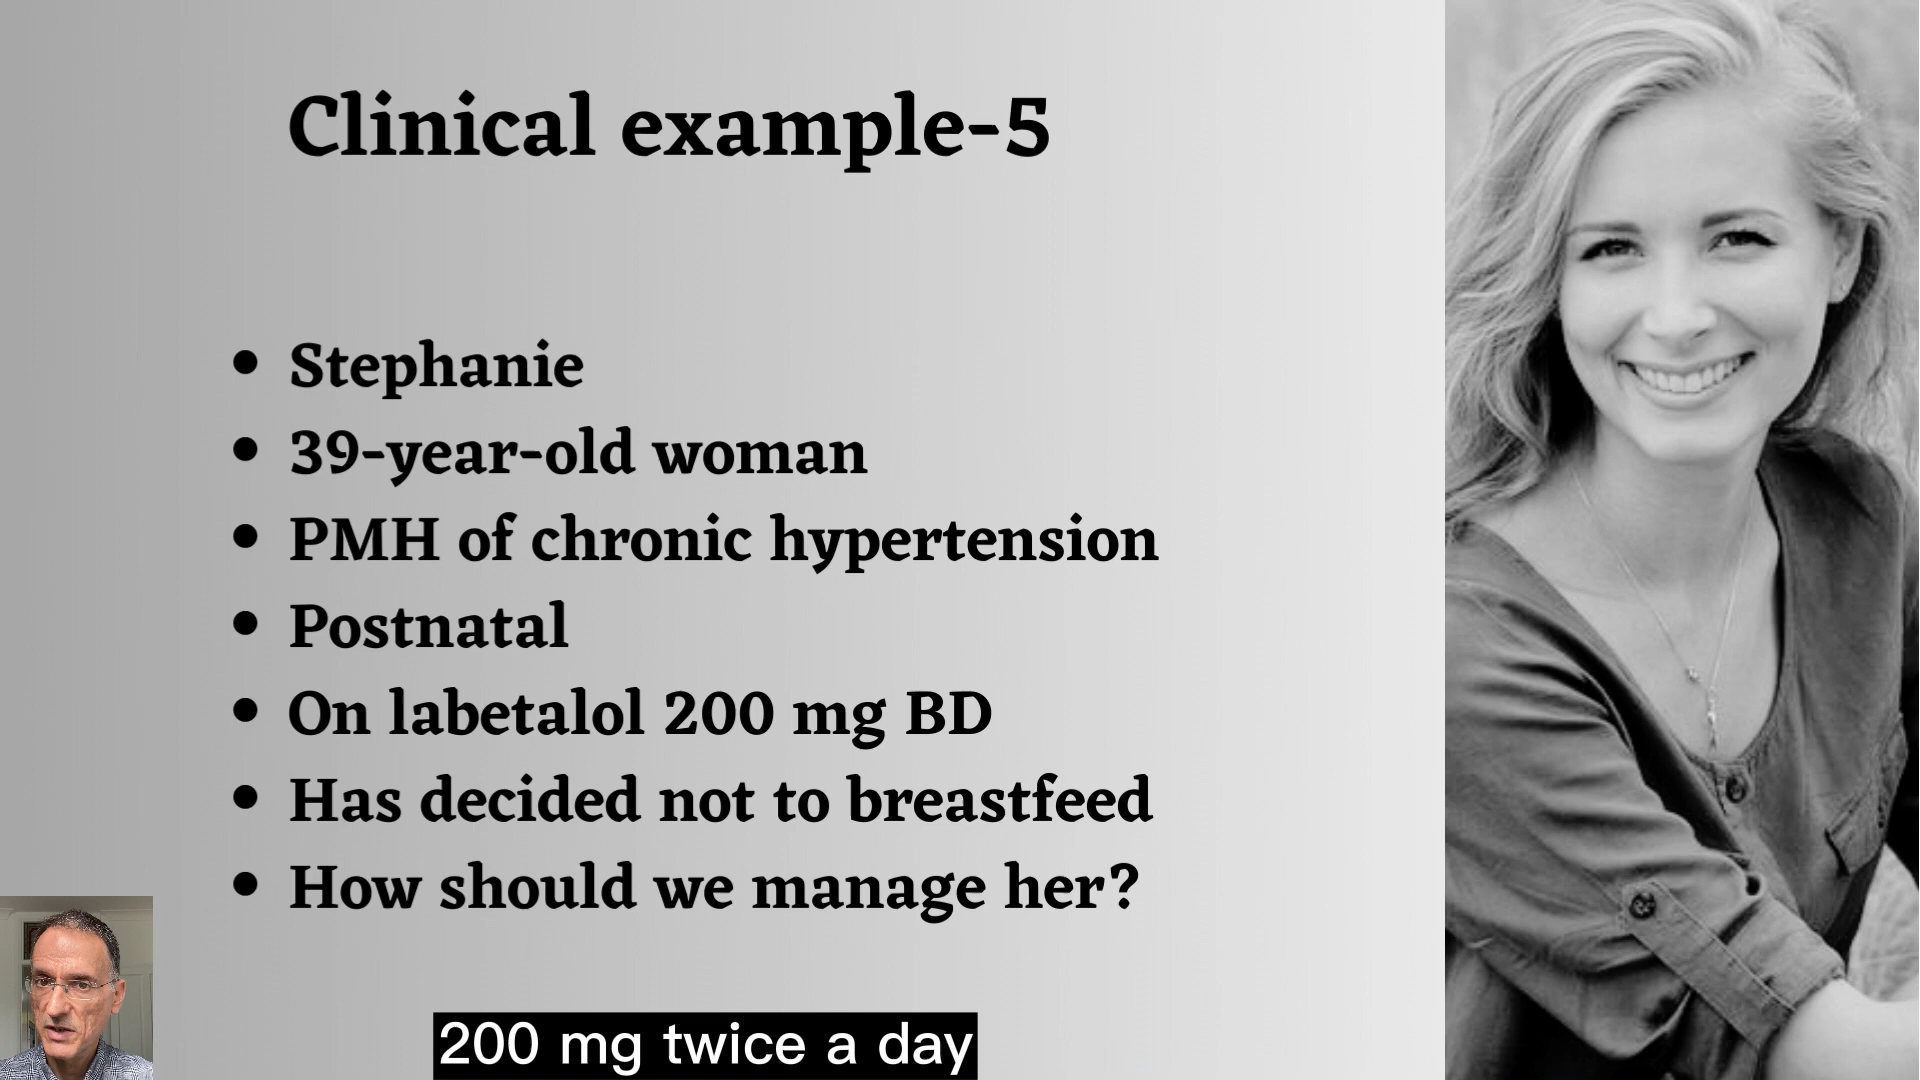 Clinical example-5
Stephanie
39-year-old woman
PMH of chronic hypertension
Postnatal
On labetalol 200 mg BD
Has decided not to breastfeed
How should we manage her?
200 mg twice a day